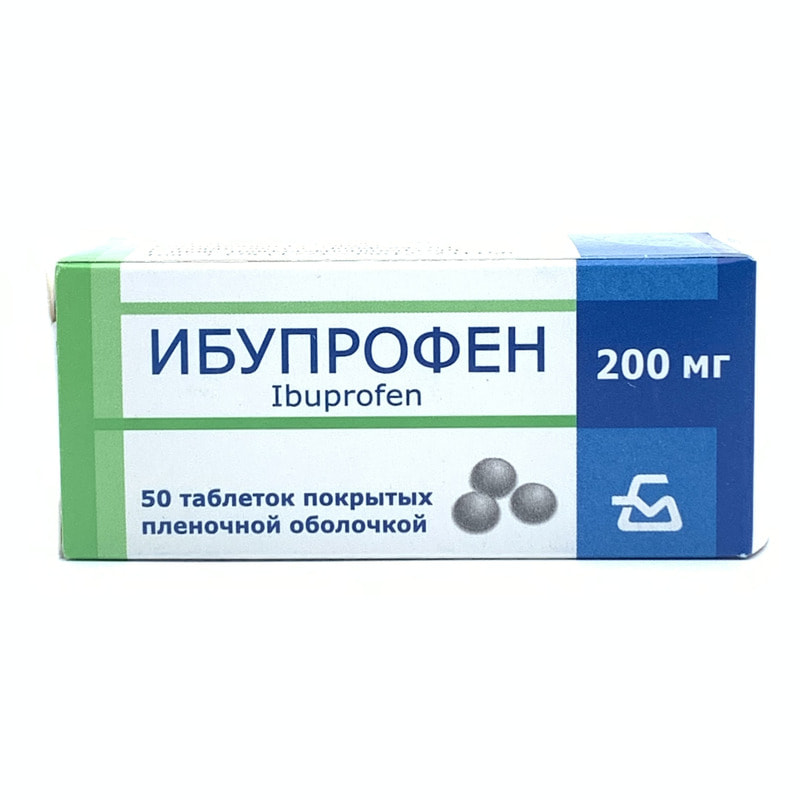 ИБУПРОФЕН
200 мг
Ibuprofen
50 таблеток покрытых
пленочной оболочкой